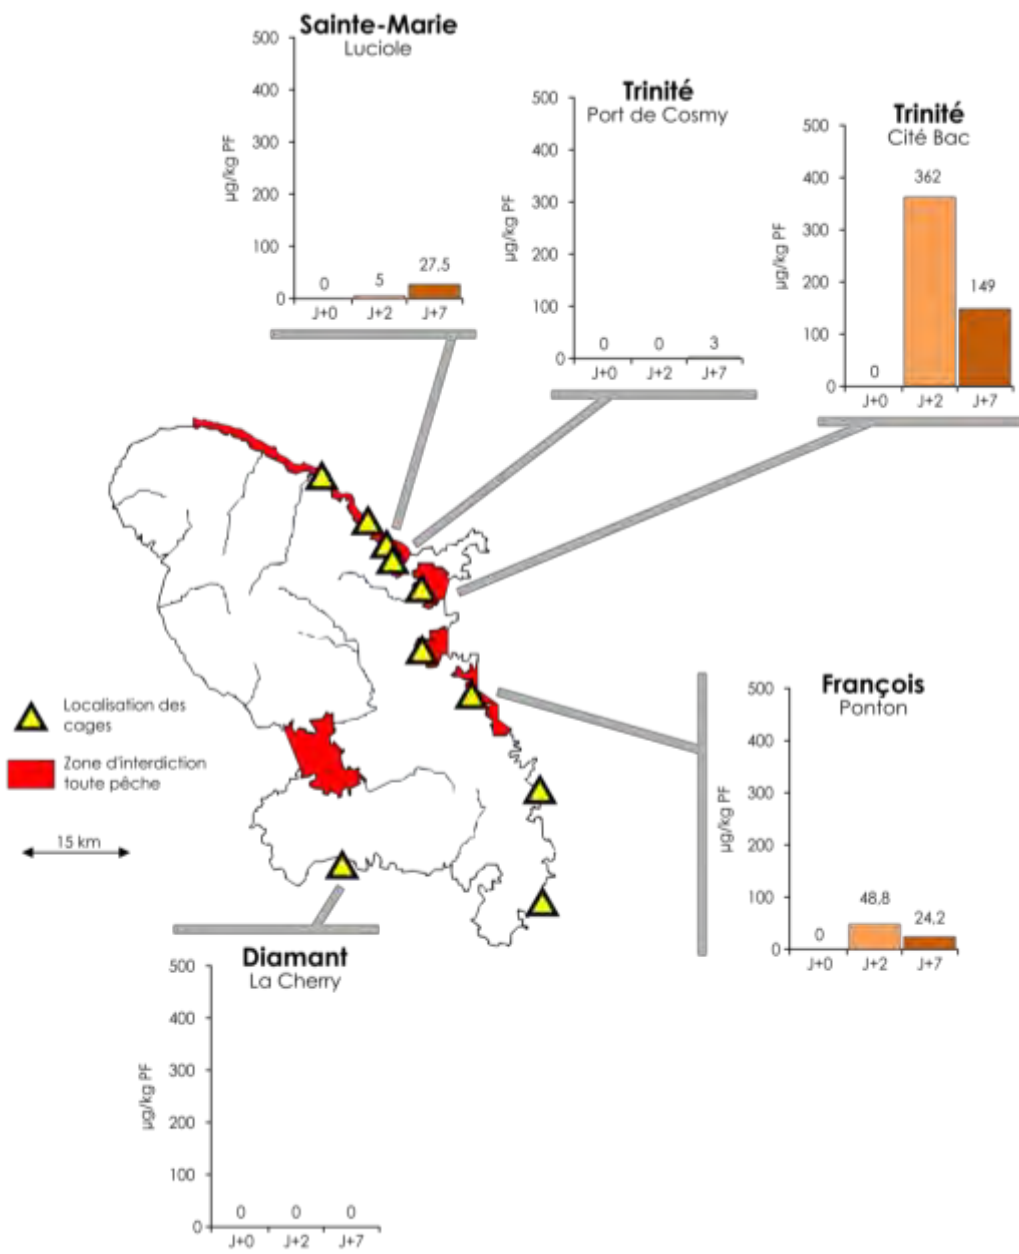 Sainte-Marie
Luciole
500
400
300
200
100
0
µg/kg PF
0
5
27,5
J+0
J+2
J+7
Trinité
Port de Cosmy
500
400
300
200
100
0
µg/kg PF
0
0
3
J+0
J+2
J+7
Trinité
Cité Bac
500
400
300
200
100
0
µg/kg PF
0
362
149
J+0
J+2
J+7
Localisation des
cages
Zone d'interdiction
toute pêche
15 km
François
Ponton
500
400
300
200
100
0
µg/kg PF
0
48,8
24,2
J+0
J+2
J+7
Diamant
La Cherry
500
400
300
200
100
0
µg/kg PF
0
0
0
J+0
J+2
J+7